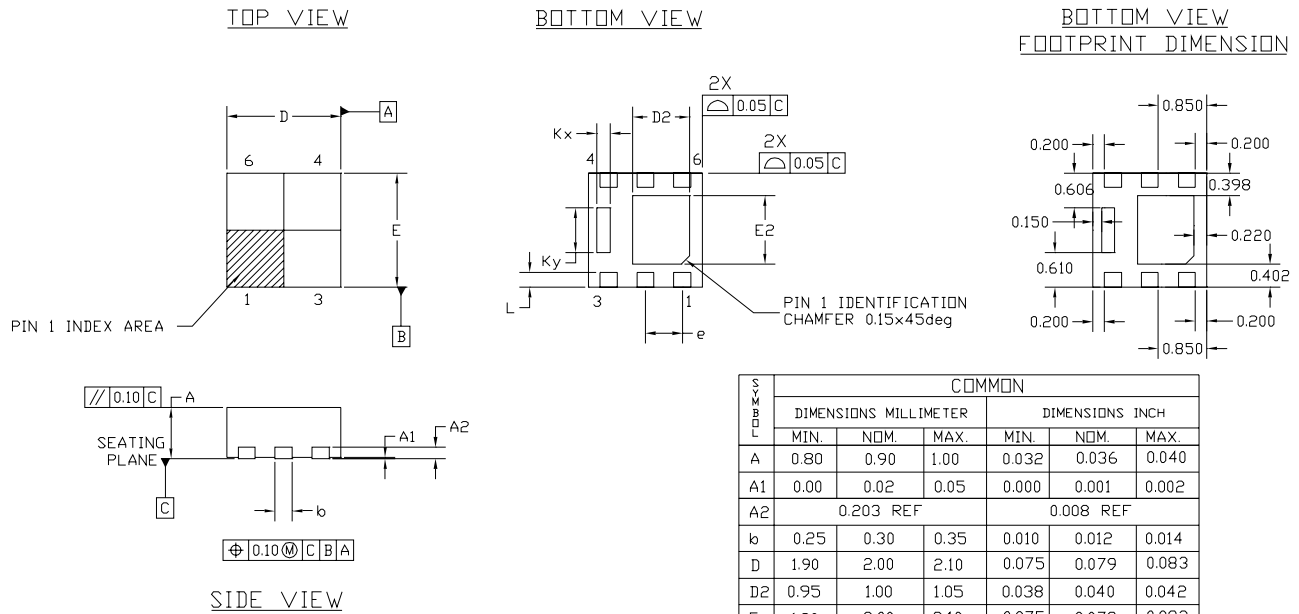 TOP VIEW
BOTTOM VIEW
BOTTOM VIEW
FOOTPRINT DIMENSION
D
A
6 4
E
1 3
PIN 1 INDEX AREA
B
2X
0.05 C
Kx
D2
2X
0.05 C
4 6
E2
Ky
L
3 1
e
PIN 1 IDENTIFICATION
CHAMFER 0.15x45deg
0.850
0.200
0.200
0.606
0.398
0.150
0.220
0.610
0.402
0.200
0.200
0.850
// 0.10 C
A
A1
A2
SEATING
PLANE
C
b
⌖ 0.10 Ⓜ C B A
SIDE VIEW
SYMBOL COMMON
DIMENSIONS MILLIMETER DIMENSIONS INCH
MIN. NOM. MAX. MIN. NOM. MAX.
A 0.80 0.90 1.00 0.032 0.036 0.040
A1 0.00 0.02 0.05 0.000 0.001 0.002
A2 0.203 REF 0.008 REF
b 0.25 0.30 0.35 0.010 0.012 0.014
D 1.90 2.00 2.10 0.075 0.079 0.083
D2 0.95 1.00 1.05 0.038 0.040 0.042